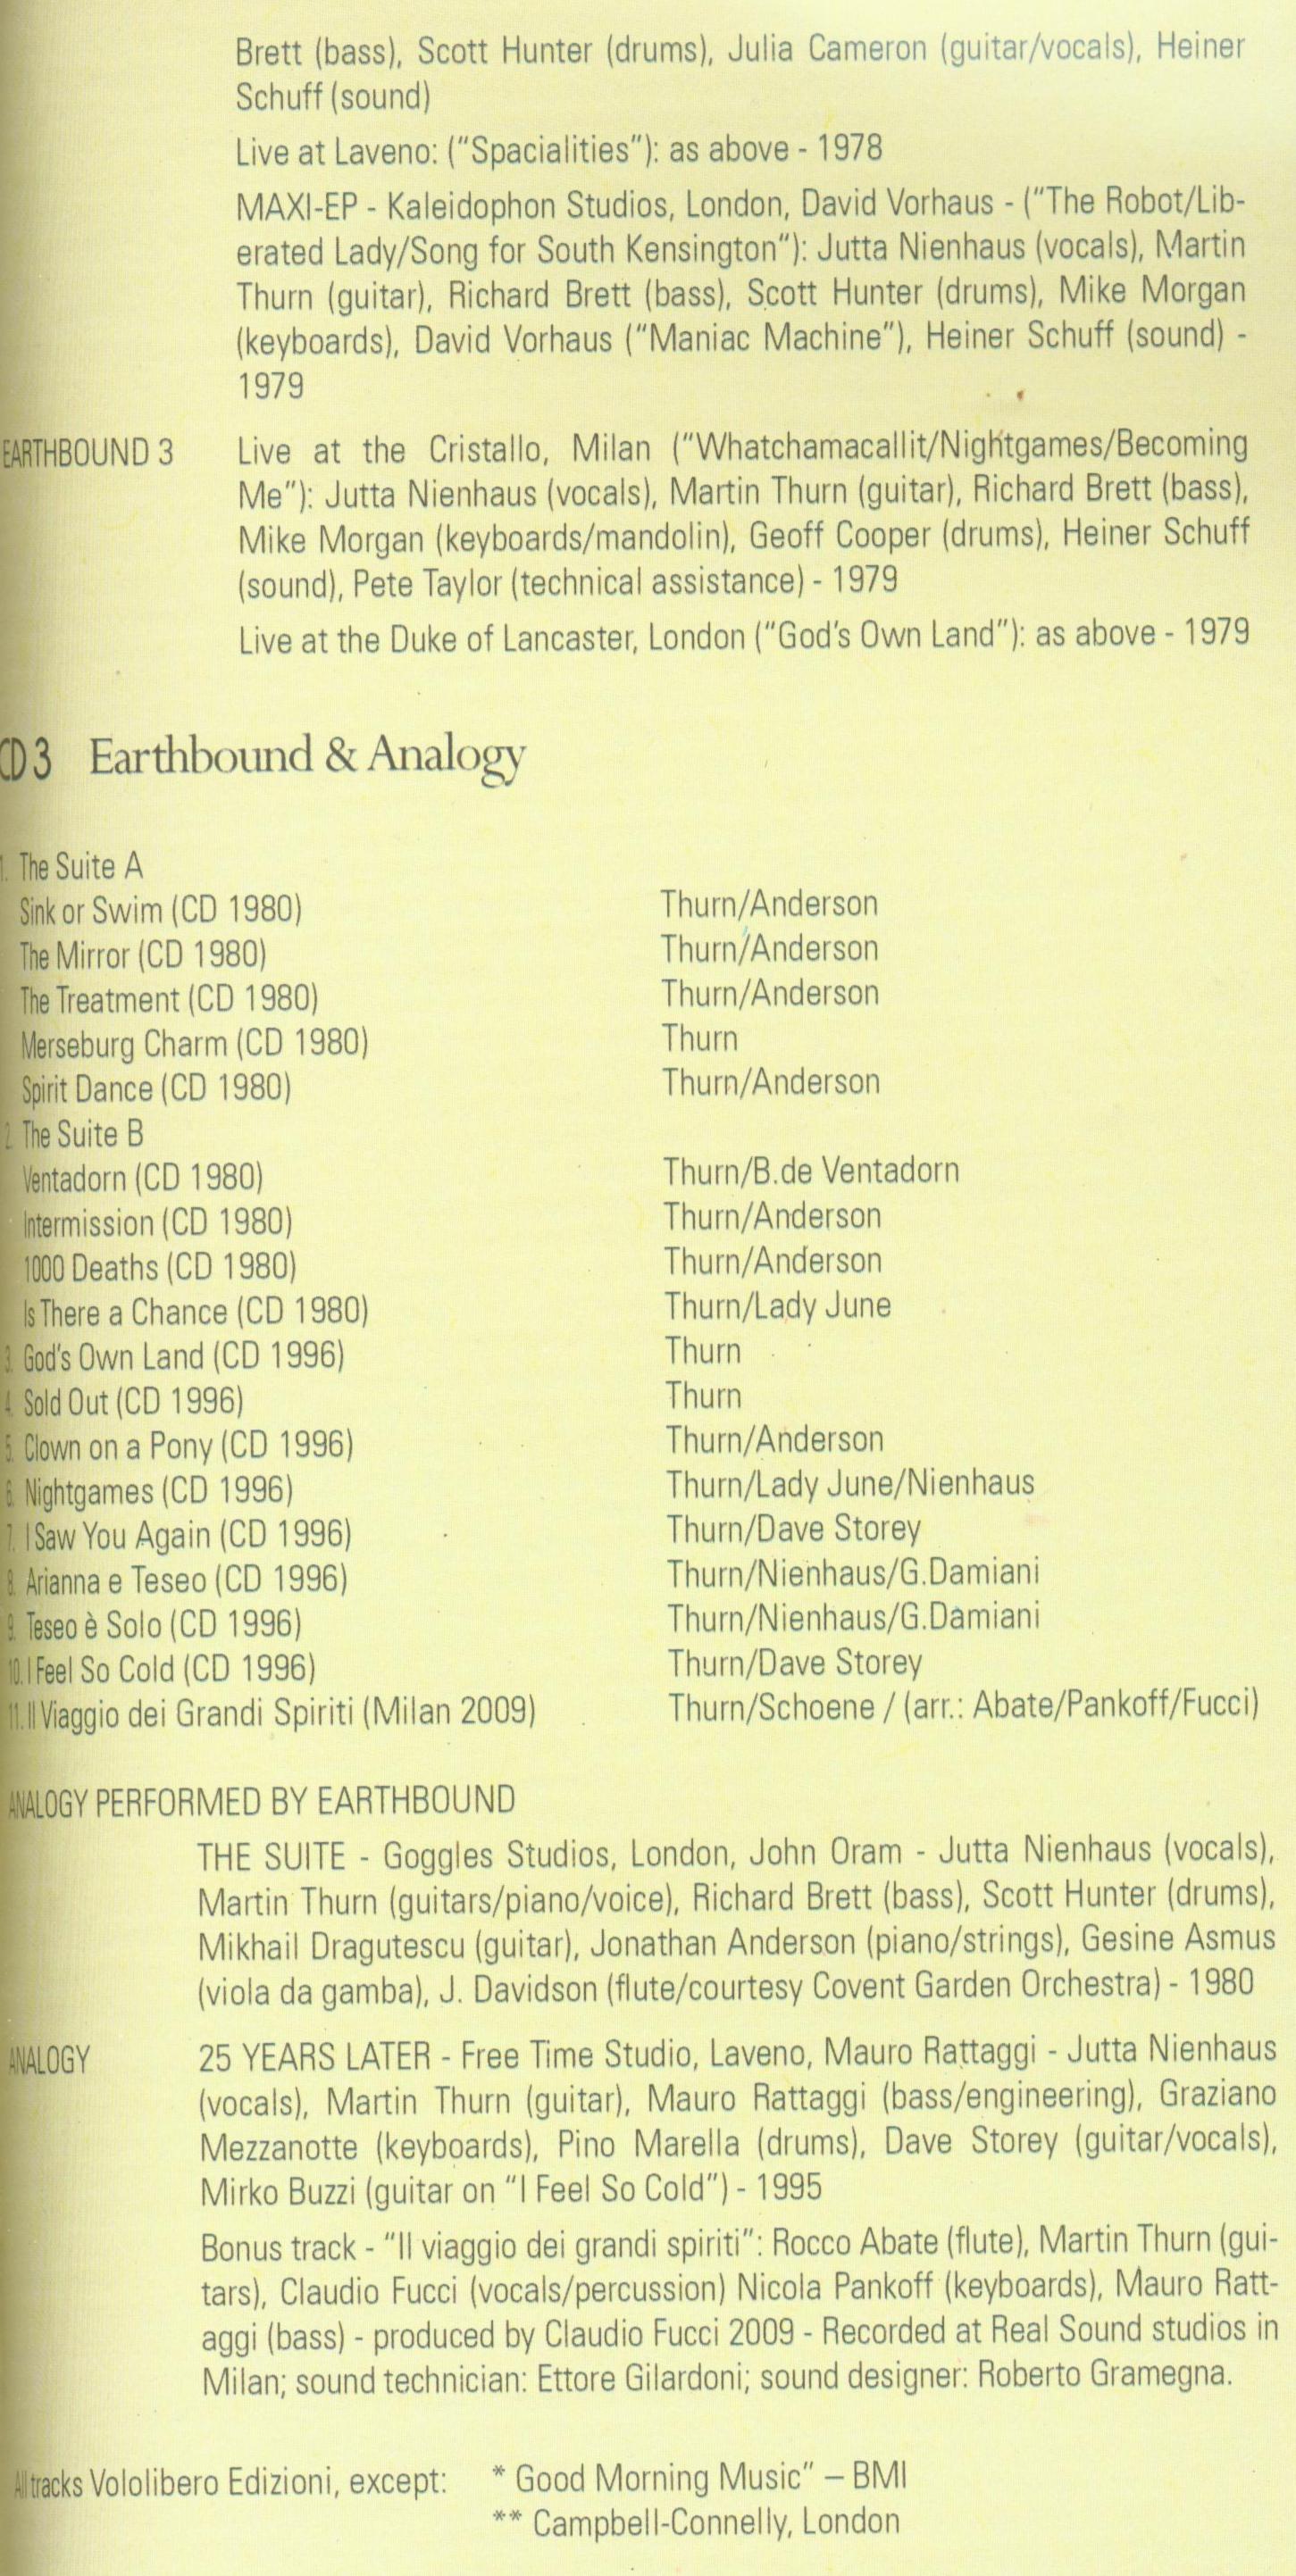 Brett (bass), Scott Hunter (drums), Julia Cameron (guitar/vocals), Heiner
Schuff (sound)
Live at Laveno: ("Spacialities"): as above - 1978
MAXI-EP - Kaleidophon Studios, London, David Vorhaus - ("The Robot/Lib-
erated Lady/Song for South Kensington"): Jutta Nienhaus (vocals), Martin
Thurn (guitar), Richard Brett (bass), Scott Hunter (drums), Mike Morgan
(keyboards), David Vorhaus ("Maniac Machine"), Heiner Schuff (sound) -
1979
EARTHBOUND 3 Live at the Cristallo, Milan ("Whatchamacallit/Nightgames/Becoming
Me"): Jutta Nienhaus (vocals), Martin Thurn (guitar), Richard Brett (bass),
Mike Morgan (keyboards/mandolin), Geoff Cooper (drums), Heiner Schuff
(sound), Pete Taylor (technical assistance) - 1979
Live at the Duke of Lancaster, London ("God's Own Land"): as above - 1979
CD 3 Earthbound & Analogy
1. The Suite A
Sink or Swim (CD 1980) Thurn/Anderson
The Mirror (CD 1980) Thurn/Anderson
The Treatment (CD 1980) Thurn/Anderson
Merseburg Charm (CD 1980) Thurn
Spirit Dance (CD 1980) Thurn/Anderson
2. The Suite B
Ventadorn (CD 1980) Thurn/B.de Ventadorn
Intermission (CD 1980) Thurn/Anderson
1000 Deaths (CD 1980) Thurn/Anderson
Is There a Chance (CD 1980) Thurn/Lady June
3. God's Own Land (CD 1996) Thurn
4. Sold Out (CD 1996) Thurn
5. Clown on a Pony (CD 1996) Thurn/Anderson
6. Nightgames (CD 1996) Thurn/Lady June/Nienhaus
7. I Saw You Again (CD 1996) Thurn/Dave Storey
8. Arianna e Teseo (CD 1996) Thurn/Nienhaus/G.Damiani
9. Teseo è Solo (CD 1996) Thurn/Nienhaus/G.Damiani
10. I Feel So Cold (CD 1996) Thurn/Dave Storey
11. Il Viaggio dei Grandi Spiriti (Milan 2009) Thurn/Schoene / (arr.: Abate/Pankoff/Fucci)
ANALOGY PERFORMED BY EARTHBOUND
THE SUITE - Goggles Studios, London, John Oram - Jutta Nienhaus (vocals),
Martin Thurn (guitars/piano/voice), Richard Brett (bass), Scott Hunter (drums),
Mikhail Dragutescu (guitar), Jonathan Anderson (piano/strings), Gesine Asmus
(viola da gamba), J. Davidson (flute/courtesy Covent Garden Orchestra) - 1980
ANALOGY 25 YEARS LATER - Free Time Studio, Laveno, Mauro Rattaggi - Jutta Nienhaus
(vocals), Martin Thurn (guitar), Mauro Rattaggi (bass/engineering), Graziano
Mezzanotte (keyboards), Pino Marella (drums), Dave Storey (guitar/vocals),
Mirko Buzzi (guitar on "I Feel So Cold") - 1995
Bonus track - "Il viaggio dei grandi spiriti": Rocco Abate (flute), Martin Thurn (gui-
tars), Claudio Fucci (vocals/percussion) Nicola Pankoff (keyboards), Mauro Ratt-
aggi (bass) - produced by Claudio Fucci 2009 - Recorded at Real Sound studios in
Milan; sound technician: Ettore Gilardoni; sound designer: Roberto Gramegna.
All tracks Vololibero Edizioni, except: * Good Morning Music" – BMI
** Campbell-Connelly, London